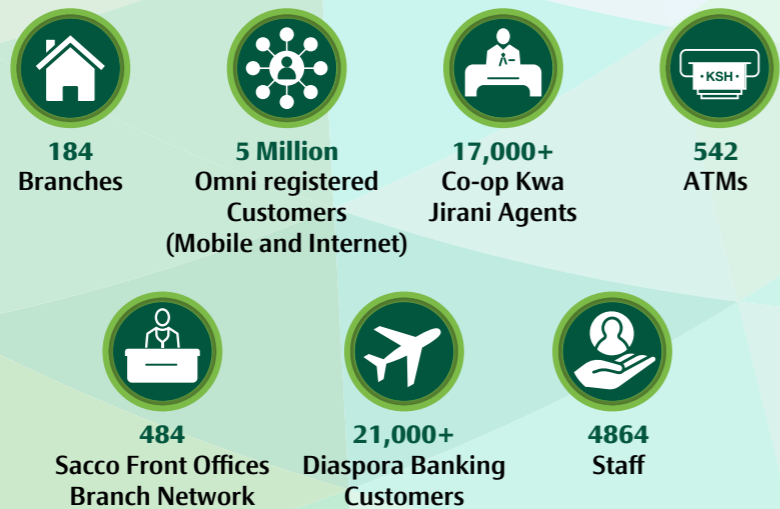 ·KSH·
184
Branches
5 Million
Omni registered
Customers
(Mobile and Internet)
17,000+
Co-op Kwa
Jirani Agents
542
ATMs
484
Sacco Front Offices
Branch Network
21,000+
Diaspora Banking
Customers
4864
Staff